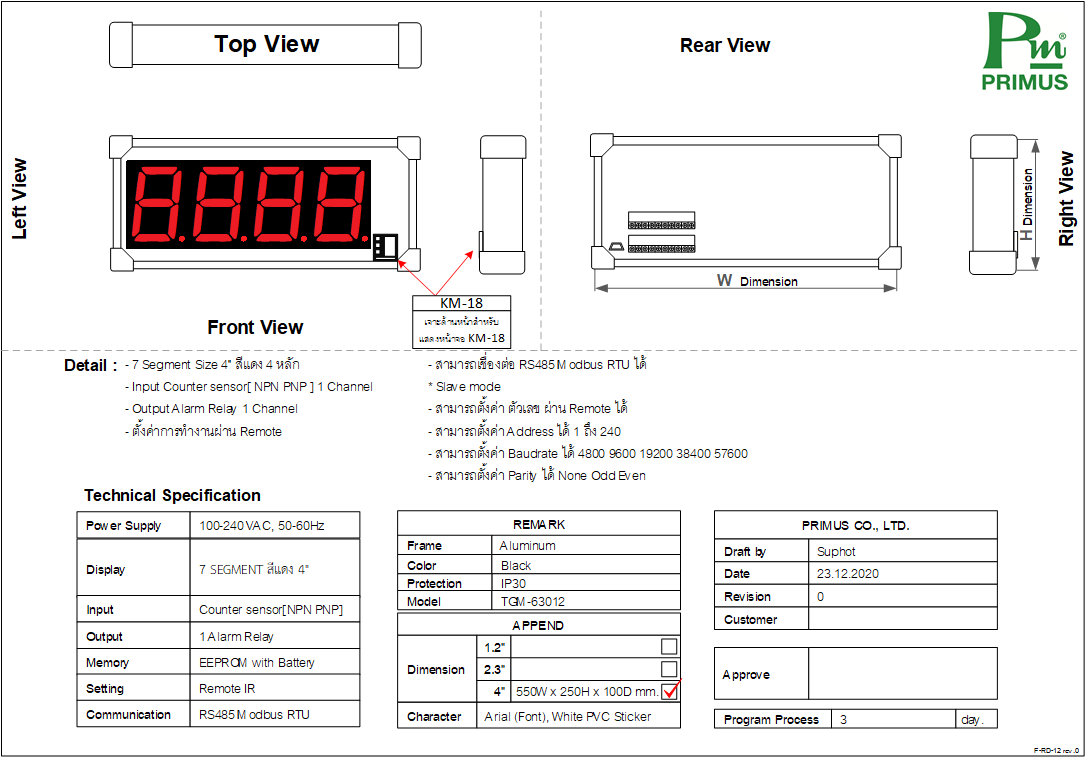 Top View
Rear View
Pm®
PRIMUS
Left View
8.8.8.8.
H Dimension
Right View
W Dimension
KM-18
เจาะด้านหน้าสำหรับ
แสดงหน้าจอ KM-18
Front View
Detail :
- 7 Segment Size 4" สีแดง 4 หลัก
- Input Counter sensor[ NPN PNP ] 1 Channel
- Output Alarm Relay 1 Channel
- ตั้งค่าการทำงานผ่าน Remote
- สามารถเชื่องต่อ RS485 Modbus RTU ได้
* Slave mode
- สามารถตั้งค่า ตัวเลข ผ่าน Remote ได้
- สามารถตั้งค่า Address ได้ 1 ถึง 240
- สามารถตั้งค่า Baudrate ได้ 4800 9600 19200 38400 57600
- สามารถตั้งค่า Parity ได้ None Odd Even
Technical Specification
Power Supply 100-240 VAC, 50-60Hz
Display 7 SEGMENT สีแดง 4"
Input Counter sensor[NPN PNP]
Output 1 Alarm Relay
Memory EEPROM with Battery
Setting Remote IR
Communication RS485 Modbus RTU
REMARK
Frame Aluminum
Color Black
Protection IP30
Model TGM-63012
APPEND
Dimension
1.2"
2.3"
4" 550W x 250H x 100D mm.
Character Arial (Font), White PVC Sticker
PRIMUS CO., LTD.
Draft by Suphot
Date 23.12.2020
Revision 0
Customer
Approve
Program Process 3 day.
F-RD-12 rev .0